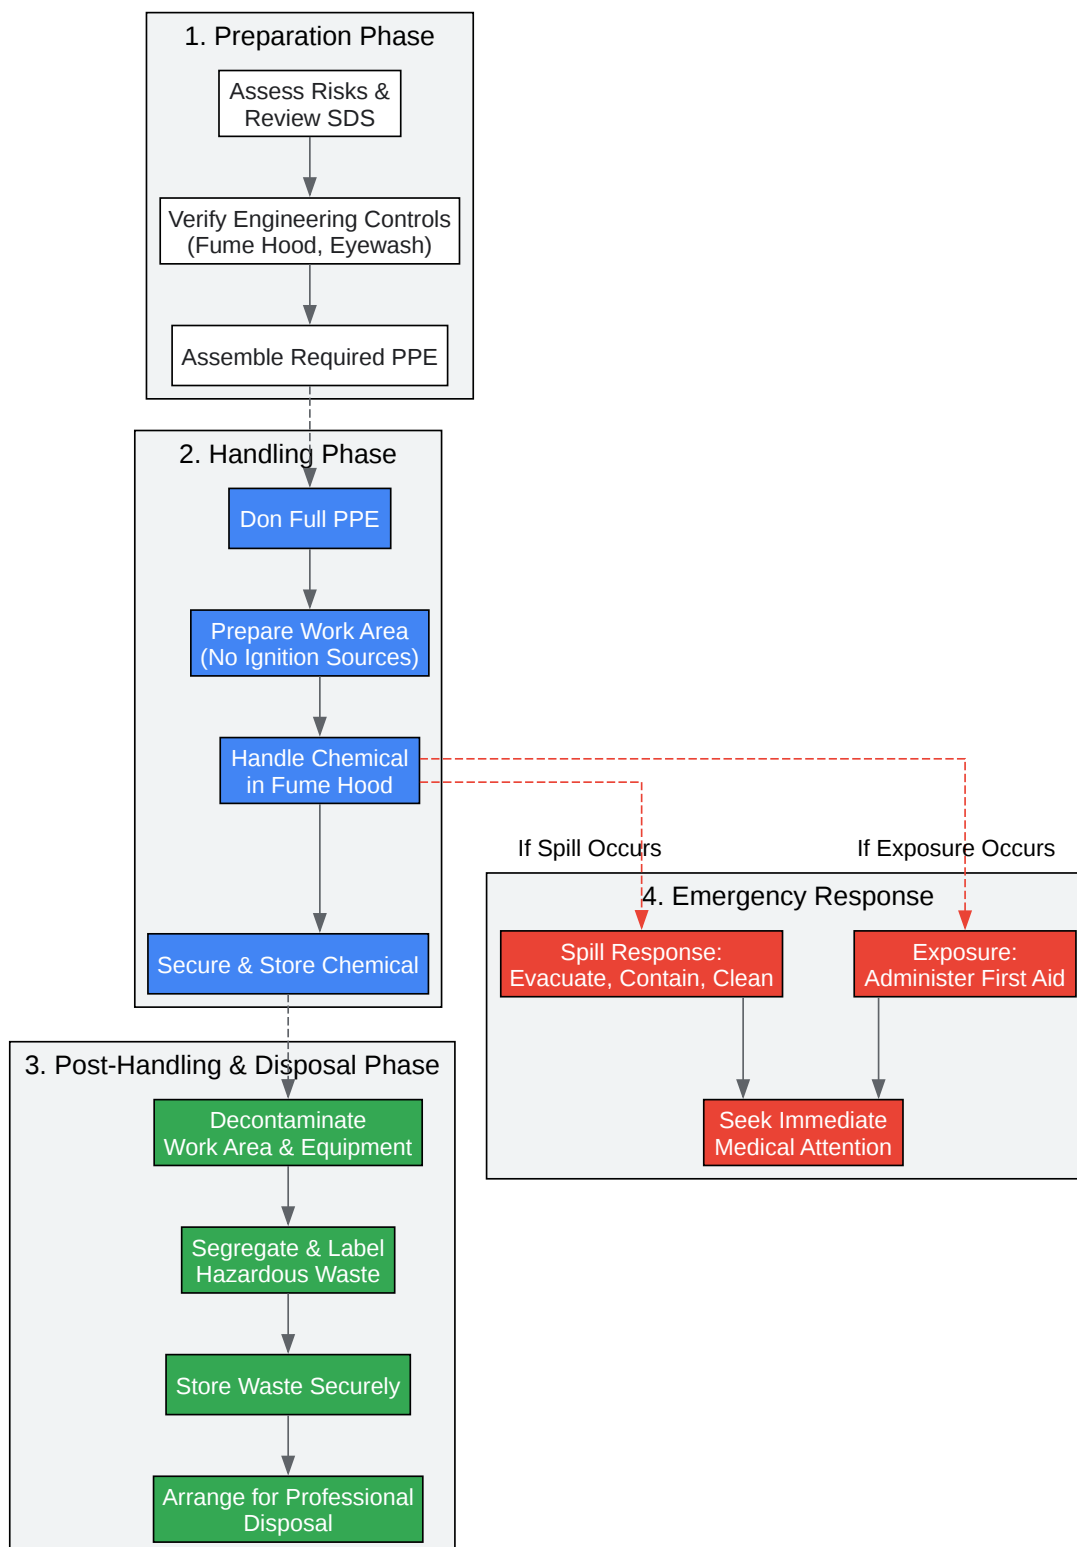 1. Preparation Phase
Assess Risks &
Review SDS
Verify Engineering Controls
(Fume Hood, Eyewash)
Assemble Required PPE
2. Handling Phase
Don Full PPE
Prepare Work Area
(No Ignition Sources)
Handle Chemical
in Fume Hood
Secure & Store Chemical
If Spill Occurs
If Exposure Occurs
4. Emergency Response
Spill Response:
Evacuate, Contain, Clean
Exposure:
Administer First Aid
Seek Immediate
Medical Attention
3. Post-Handling & Disposal Phase
Decontaminate
Work Area & Equipment
Segregate & Label
Hazardous Waste
Store Waste Securely
Arrange for Professional
Disposal